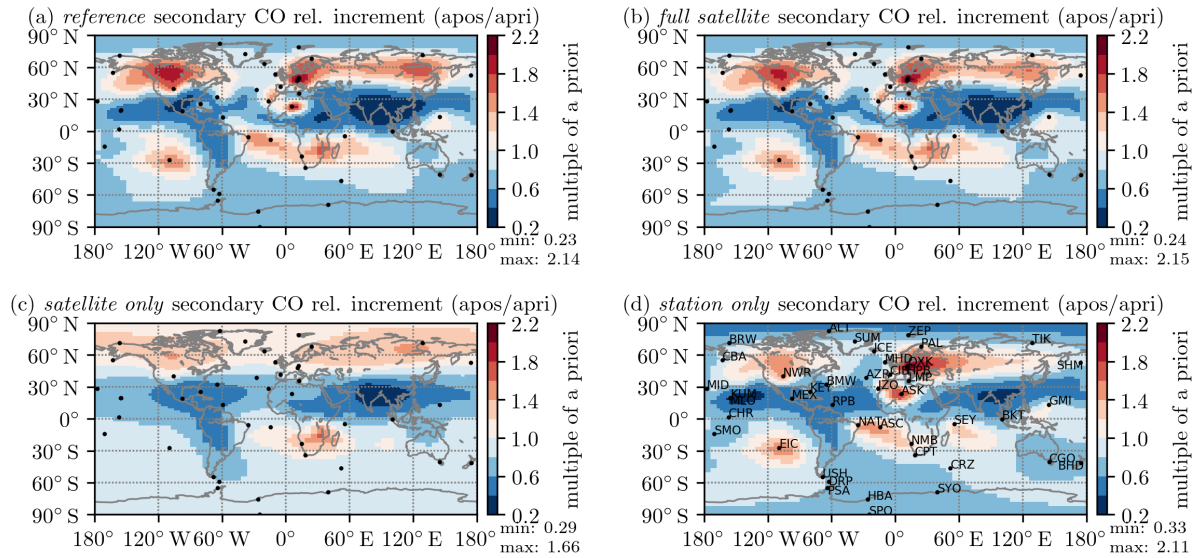 (a) reference secondary CO rel. increment (apos/apri)
90° N
60° N
30° N
0°
30° S
60° S
90° S
180° 120° W 60° W 0° 60° E 120° E 180°
2.2
1.8
1.4
1.0
0.6
0.2
multiple of a priori
min: 0.23
max: 2.14
(b) full satellite secondary CO rel. increment (apos/apri)
90° N
60° N
30° N
0°
30° S
60° S
90° S
180° 120° W 60° W 0° 60° E 120° E 180°
2.2
1.8
1.4
1.0
0.6
0.2
multiple of a priori
min: 0.24
max: 2.15
(c) satellite only secondary CO rel. increment (apos/apri)
90° N
60° N
30° N
0°
30° S
60° S
90° S
180° 120° W 60° W 0° 60° E 120° E 180°
2.2
1.8
1.4
1.0
0.6
0.2
multiple of a priori
min: 0.29
max: 1.66
(d) station only secondary CO rel. increment (apos/apri)
90° N
60° N
30° N
0°
30° S
60° S
90° S
ALT
ZEP
BRW
SUM
PAL
TIK
ICE
CBA
MHD
OXK
SHM
NWR
AZR
MID
KEY
BMW
IZO
LMP
ASK
KUM
MLO
MEX
RPB
GMI
CHR
BKT
SMO
NAT
ASC
SEY
EIC
NMB
CPT
CGO
BHD
CRZ
USH
DRP
PSA
HBA
SYO
SPO
180° 120° W 60° W 0° 60° E 120° E 180°
2.2
1.8
1.4
1.0
0.6
0.2
multiple of a priori
min: 0.33
max: 2.11